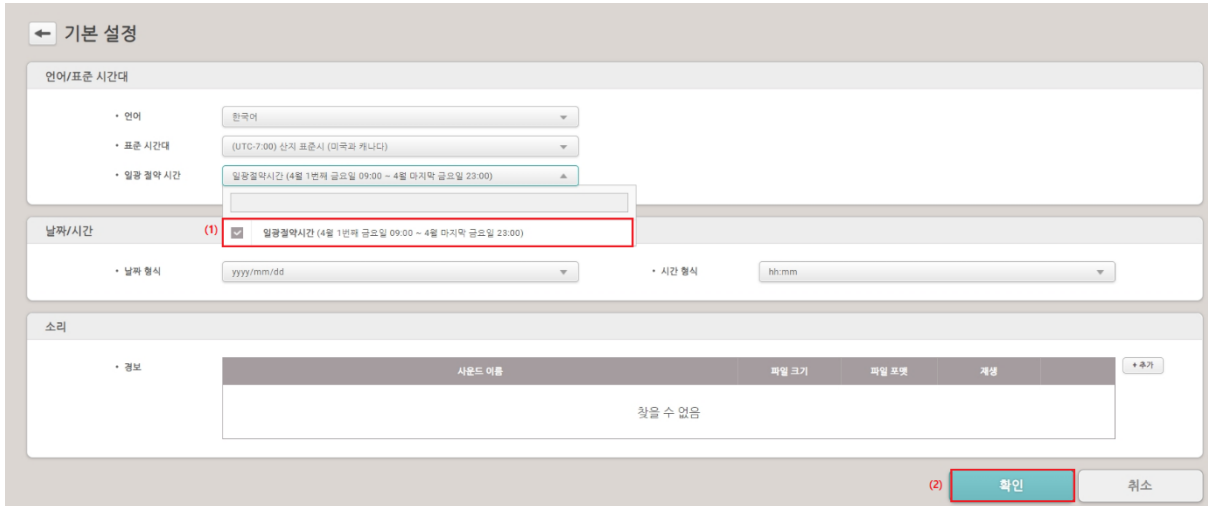 기본 설정
언어/표준 시간대
• 언어 한국어
• 표준 시간대 (UTC-7:00) 산지 표준시 (미국과 캐나다)
• 일광 절약 시간 일광절약시간 (4월 1번째 금요일 09:00 ~ 4월 마지막 금요일 23:00)
날짜/시간 (1) 일광절약시간 (4월 1번째 금요일 09:00 ~ 4월 마지막 금요일 23:00)
• 날짜 형식 yyyy/mm/dd • 시간 형식 hh:mm
소리
• 경보 사운드 이름 파일 크기 파일 포맷 재생 +추가
찾을 수 없음
(2) 확인 취소